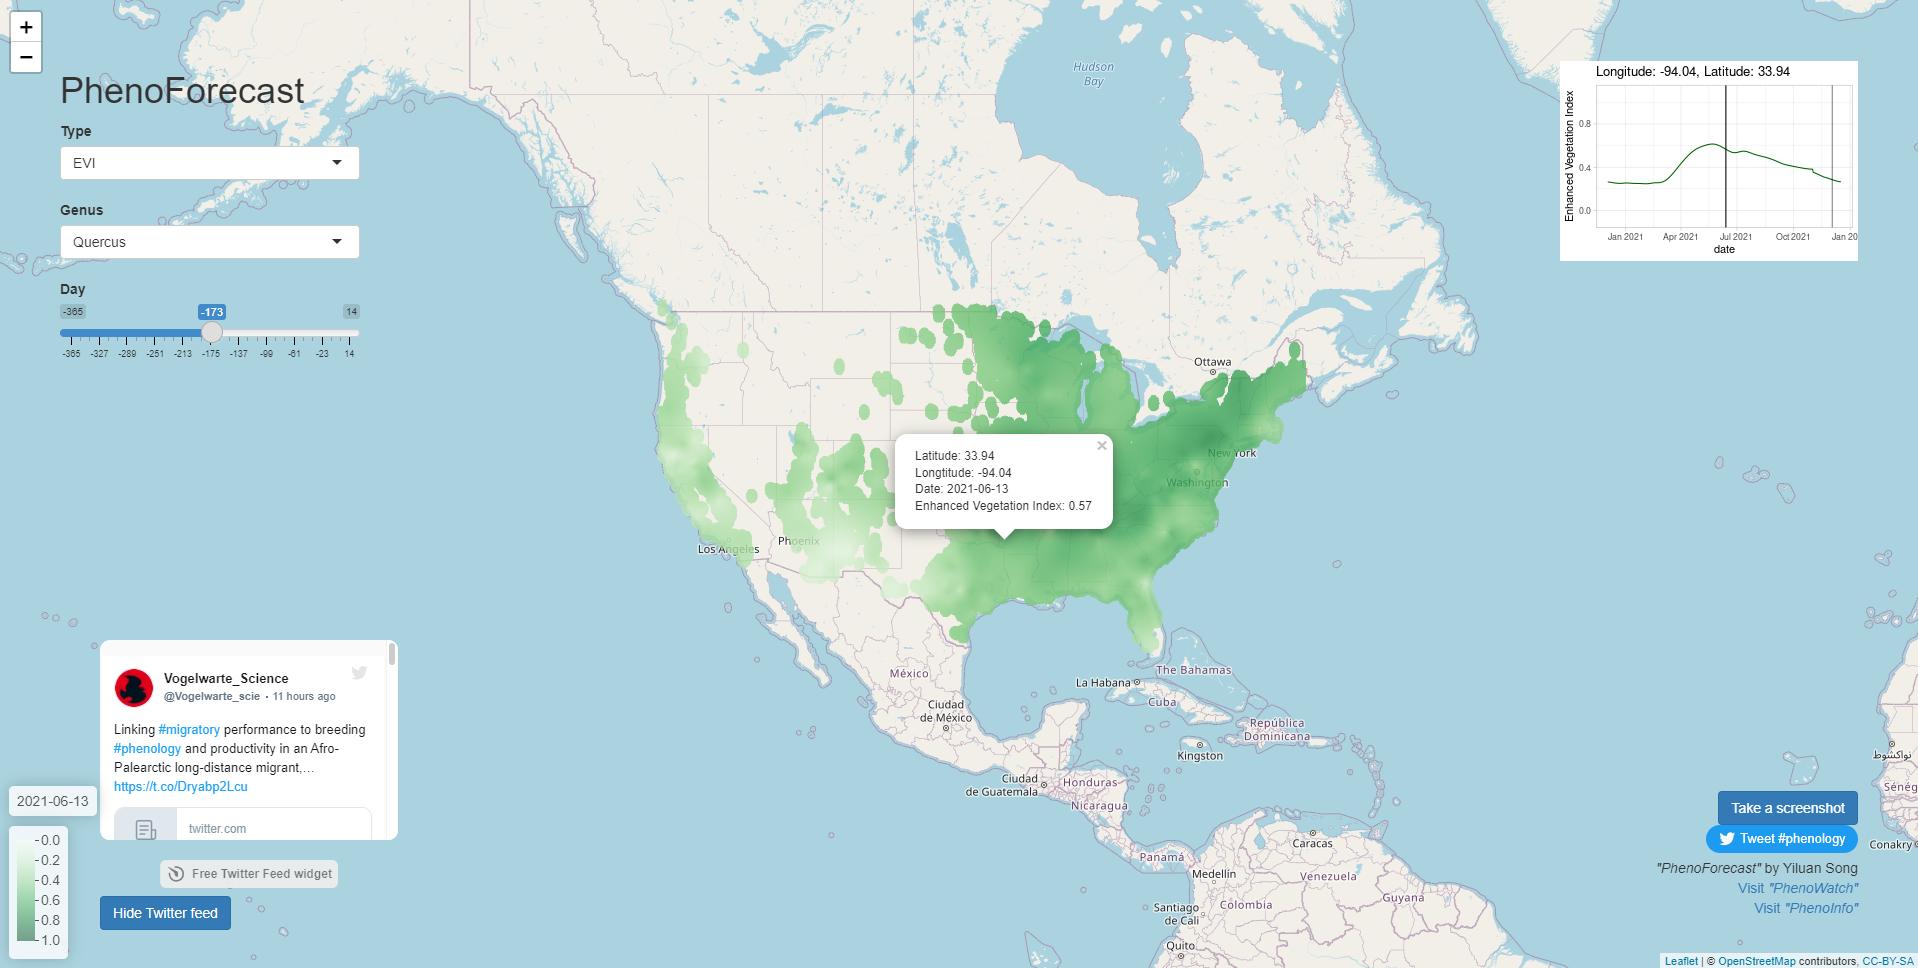 +
−
PhenoForecast
Type
EVI
Genus
Quercus
Day
-365
-173
14
-365 -327 -289 -251 -213 -175 -137 -99 -61 -23 14
Longitude: -94.04, Latitude: 33.94
Enhanced Vegetation Index
0.8
0.4
0.0
Jan 2021 Apr 2021 Jul 2021 Oct 2021 Jan 20
date
Hudson
Bay
Ottawa
New York
Washington
Los Angeles
Phoenix
×
Latitude: 33.94
Longtitude: -94.04
Date: 2021-06-13
Enhanced Vegetation Index: 0.57
México
Ciudad
de México
La Habana
The Bahamas
Cuba
República
Dominicana
Kingston
Ciudad
de Guatemala
Honduras
Nicaragua
Panamá
Caracas
Medellín
Venezuela
Colombia
Guyana
Santiago
de Cali
Quito
نواكشوط
Sénég
Conakry
Vogelwarte_Science
@Vogelwarte_scie • 11 hours ago
Linking #migratory performance to breeding
#phenology and productivity in an Afro-
Palearctic long-distance migrant,…
https://t.co/Dryabp2Lcu
twitter.com
Free Twitter Feed widget
Hide Twitter feed
2021-06-13
0.0
0.2
0.4
0.6
0.8
1.0
Take a screenshot
Tweet #phenology
"PhenoForecast" by Yiluan Song
Visit "PhenoWatch"
Visit "PhenoInfo"
Leaflet | © OpenStreetMap contributors, CC-BY-SA